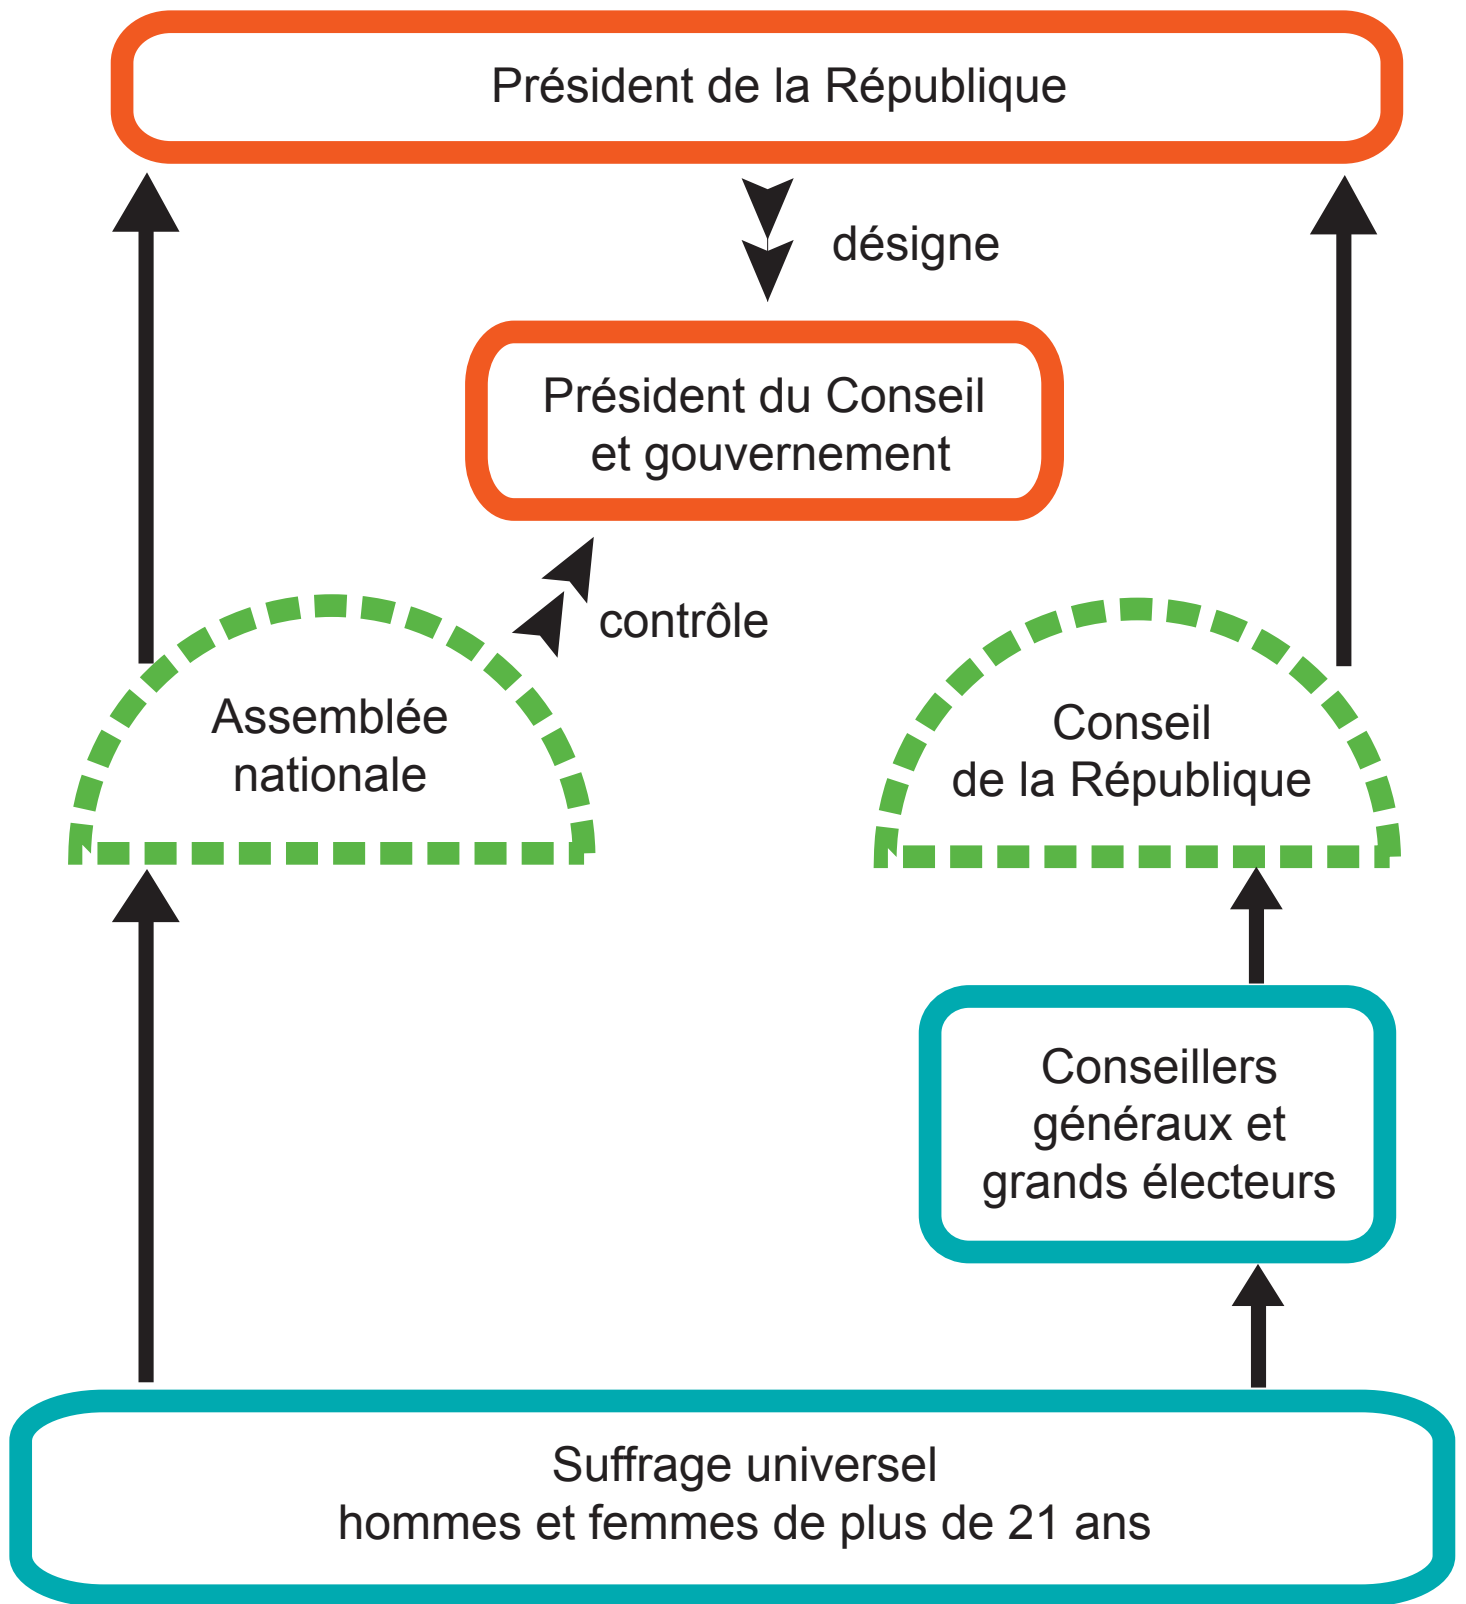 Président de la République
désigne
Président du Conseil
et gouvernement
contrôle
Assemblée
nationale
Conseil
de la République
Conseillers
généraux et
grands électeurs
Suffrage universel
hommes et femmes de plus de 21 ans